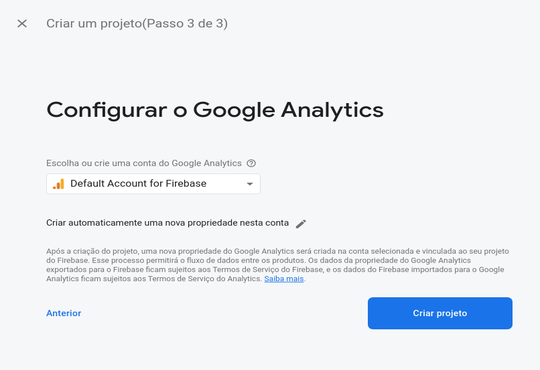 Criar um projeto(Passo 3 de 3)
Configurar o Google Analytics
Escolha ou crie uma conta do Google Analytics
Default Account for Firebase
Criar automaticamente uma nova propriedade nesta conta
Após a criação do projeto, uma nova propriedade do Google Analytics será criada na conta selecionada e vinculada ao seu projeto
do Firebase. Esse processo permitirá o fluxo de dados entre os produtos. Os dados da propriedade do Google Analytics
exportados para o Firebase ficam sujeitos aos Termos de Serviço do Firebase, e os dados do Firebase importados para o Google
Analytics ficam sujeitos aos Termos de Serviço do Analytics. Saiba mais.
Anterior
Criar projeto